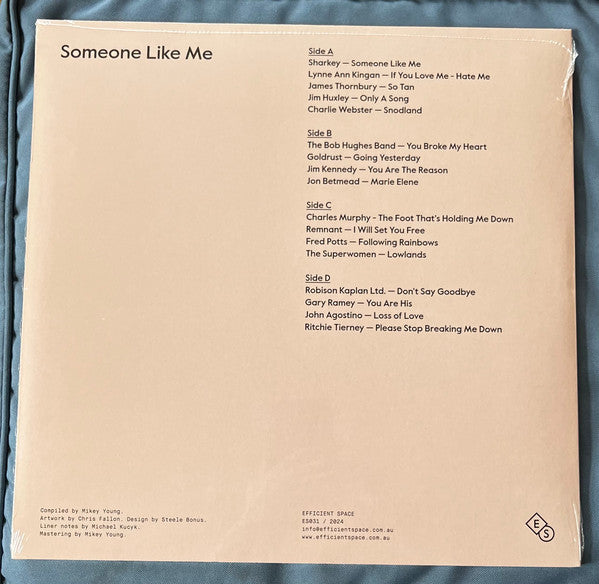 Someone Like Me
Side A
Sharkey — Someone Like Me
Lynne Ann Kingan — If You Love Me - Hate Me
James Thornbury — So Tan
Jim Huxley — Only A Song
Charlie Webster — Snodland
Side B
The Bob Hughes Band — You Broke My Heart
Goldrust — Going Yesterday
Jim Kennedy — You Are The Reason
Jon Betmead — Marie Elene
Side C
Charles Murphy - The Foot That's Holding Me Down
Remnant — I Will Set You Free
Fred Potts — Following Rainbows
The Superwomen — Lowlands
Side D
Robison Kaplan Ltd. — Don't Say Goodbye
Gary Ramey — You Are His
John Agostino — Loss of Love
Ritchie Tierney — Please Stop Breaking Me Down
Compiled by Mikey Young.
Artwork by Chris Fallon. Design by Steele Bonus.
Liner notes by Michael Kucyk.
Mastering by Mikey Young.
EFFICIENT SPACE
ES031 / 2024
info@efficientspace.com.au
www.efficientspace.com.au
E
S